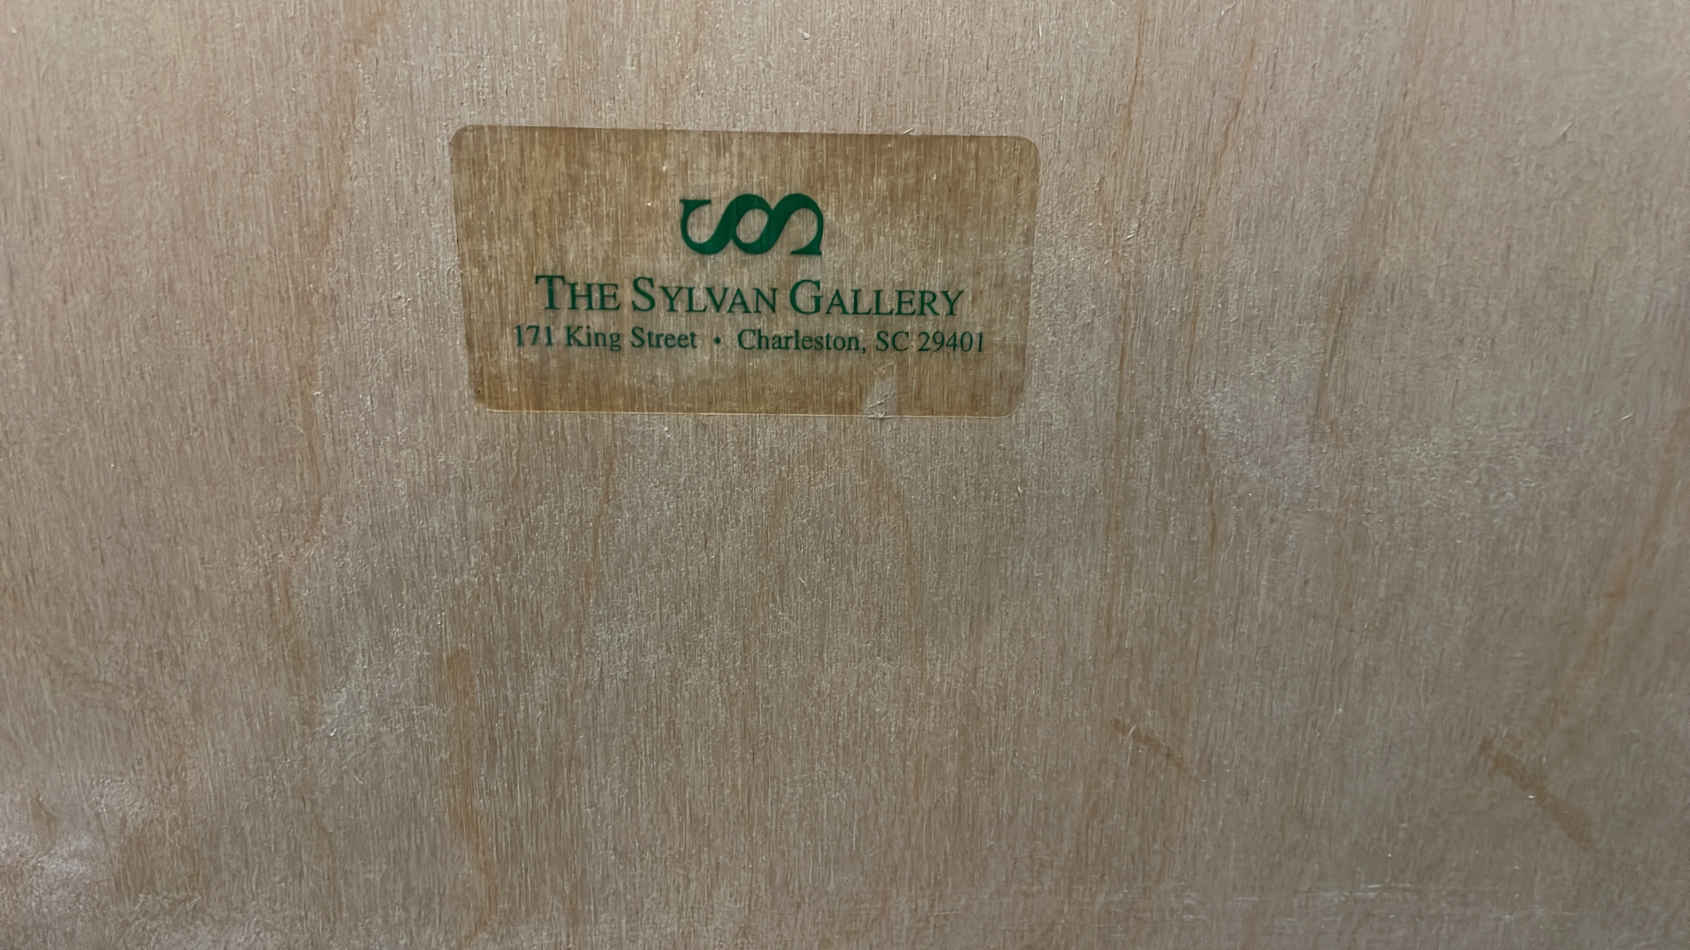 THE SYLVAN GALLERY
171 King Street • Charleston, SC 29401